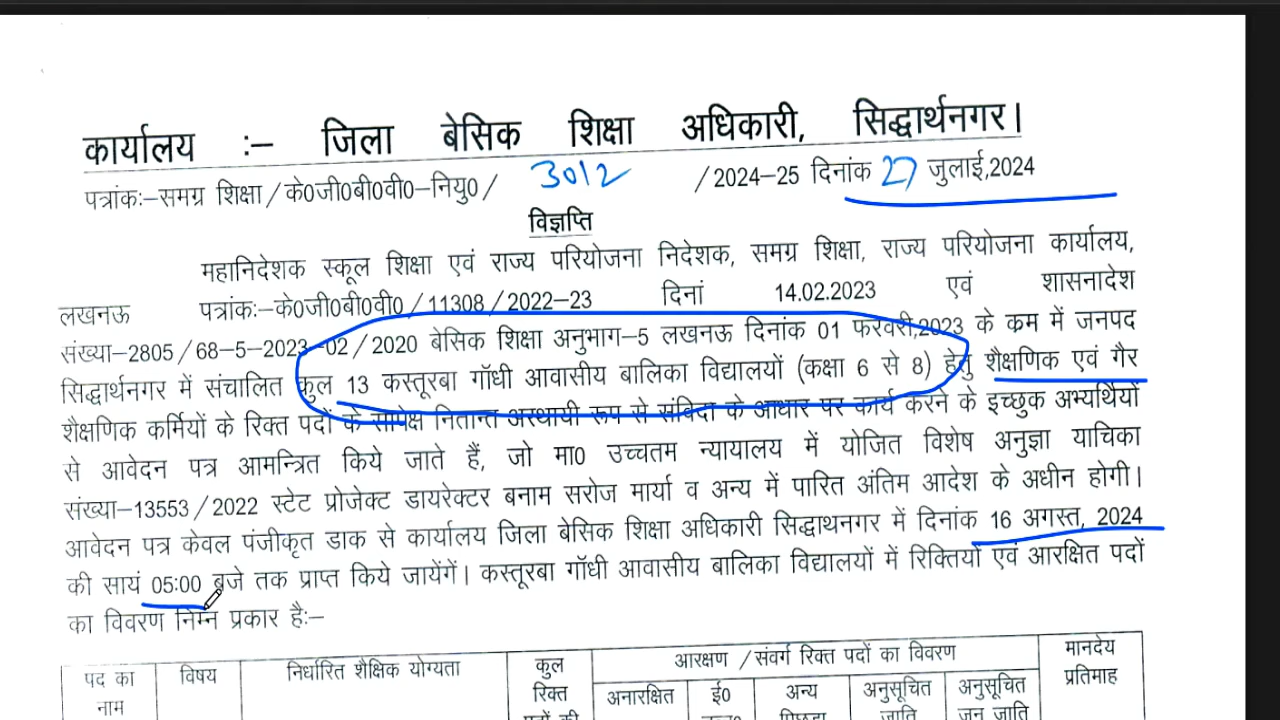 कार्यालय :– जिला बेसिक शिक्षा अधिकारी, सिद्धार्थनगर।
पत्रांक:–समग्र शिक्षा/के0जी0बी0वी0–नियु0/ 3012 /2024–25 दिनांक 27 जुलाई,2024
विज्ञप्ति
महानिदेशक स्कूल शिक्षा एवं राज्य परियोजना निदेशक, समग्र शिक्षा, राज्य परियोजना कार्यालय,
लखनऊ पत्रांक:–के0जी0बी0वी0/11308/2022–23 दिनां 14.02.2023 एवं शासनादेश
संख्या–2805/68–5–2023–02/2020 बेसिक शिक्षा अनुभाग–5 लखनऊ दिनांक 01 फरवरी,2023 के क्रम में जनपद
सिद्धार्थनगर में संचालित कुल 13 कस्तूरबा गॉधी आवासीय बालिका विद्यालयों (कक्षा 6 से 8) हेतु शैक्षणिक एवं गैर
शैक्षणिक कर्मियों के रिक्त पदों के सापेक्ष नितान्त अस्थायी रूप से संविदा के आधार पर कार्य करने के इच्छुक अभ्यर्थियों
से आवेदन पत्र आमन्त्रित किये जाते हैं, जो मा0 उच्चतम न्यायालय में योजित विशेष अनुज्ञा याचिका
संख्या–13553/2022 स्टेट प्रोजेक्ट डायरेक्टर बनाम सरोज मार्या व अन्य में पारित अंतिम आदेश के अधीन होगी।
आवेदन पत्र केवल पंजीकृत डाक से कार्यालय जिला बेसिक शिक्षा अधिकारी सिद्धाथनगर में दिनांक 16 अगस्त, 2024
की सायं 05:00 बजे तक प्राप्त किये जायेंगें। कस्तूरबा गॉधी आवासीय बालिका विद्यालयों में रिक्तियों एवं आरक्षित पदों
का विवरण निम्न प्रकार है:–
पद का नाम विषय निर्धारित शैक्षिक योग्यता कुल रिक्त आरक्षण /संवर्ग रिक्त पदों का विवरण मानदेय प्रतिमाह
अनारक्षित ई0 अन्य अनुसूचित जाति अनुसूचित जन जाति